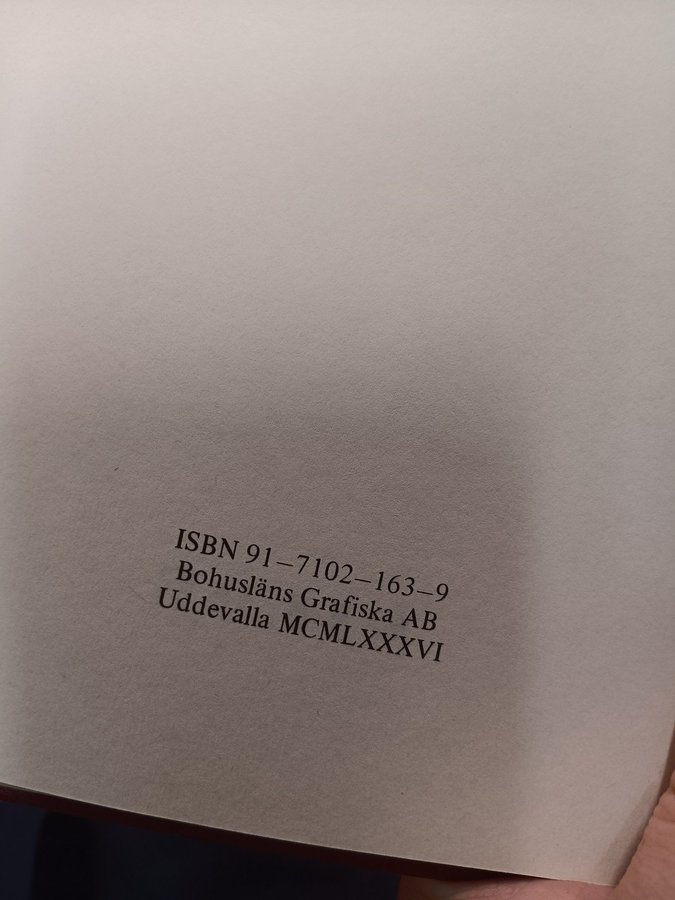 ISBN 91–7102–163–9
Bohusläns Grafiska AB
Uddevalla MCMLXXXVI